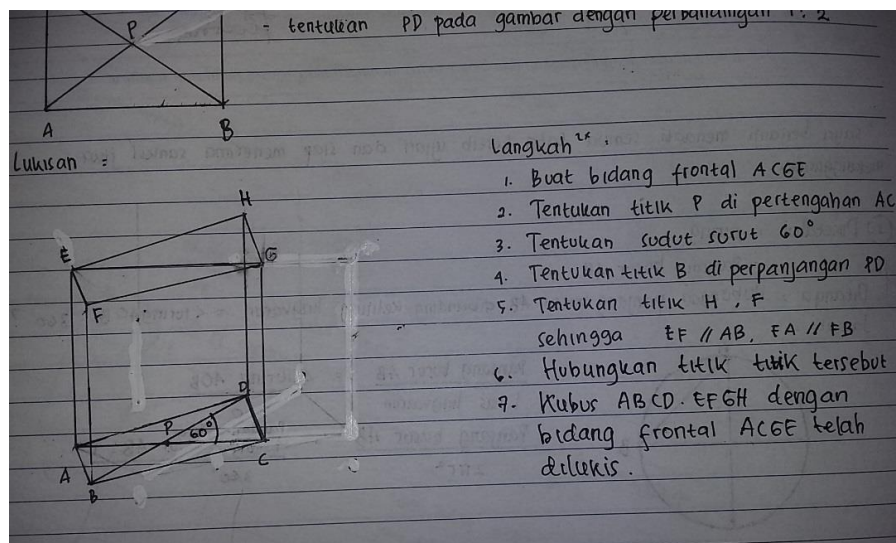 - tentukan PD pada gambar dengan perbandingan 1 : 2
P
A B
Lukisan =
H
E
G
F
D
P
60°
A
C
B
Langkah²x,
1. Buat bidang frontal ACGE
2. Tentukan titik P di pertengahan AC
3. Tentukan sudut surut 60°
4. Tentukan titik B di perpanjangan PD
5. Tentukan titik H, F
sehingga EF // AB, EA // FB
6. Hubungkan titik titik tersebut
7. Kubus ABCD.EFGH dengan
bidang frontal ACGE telah
dilukis.